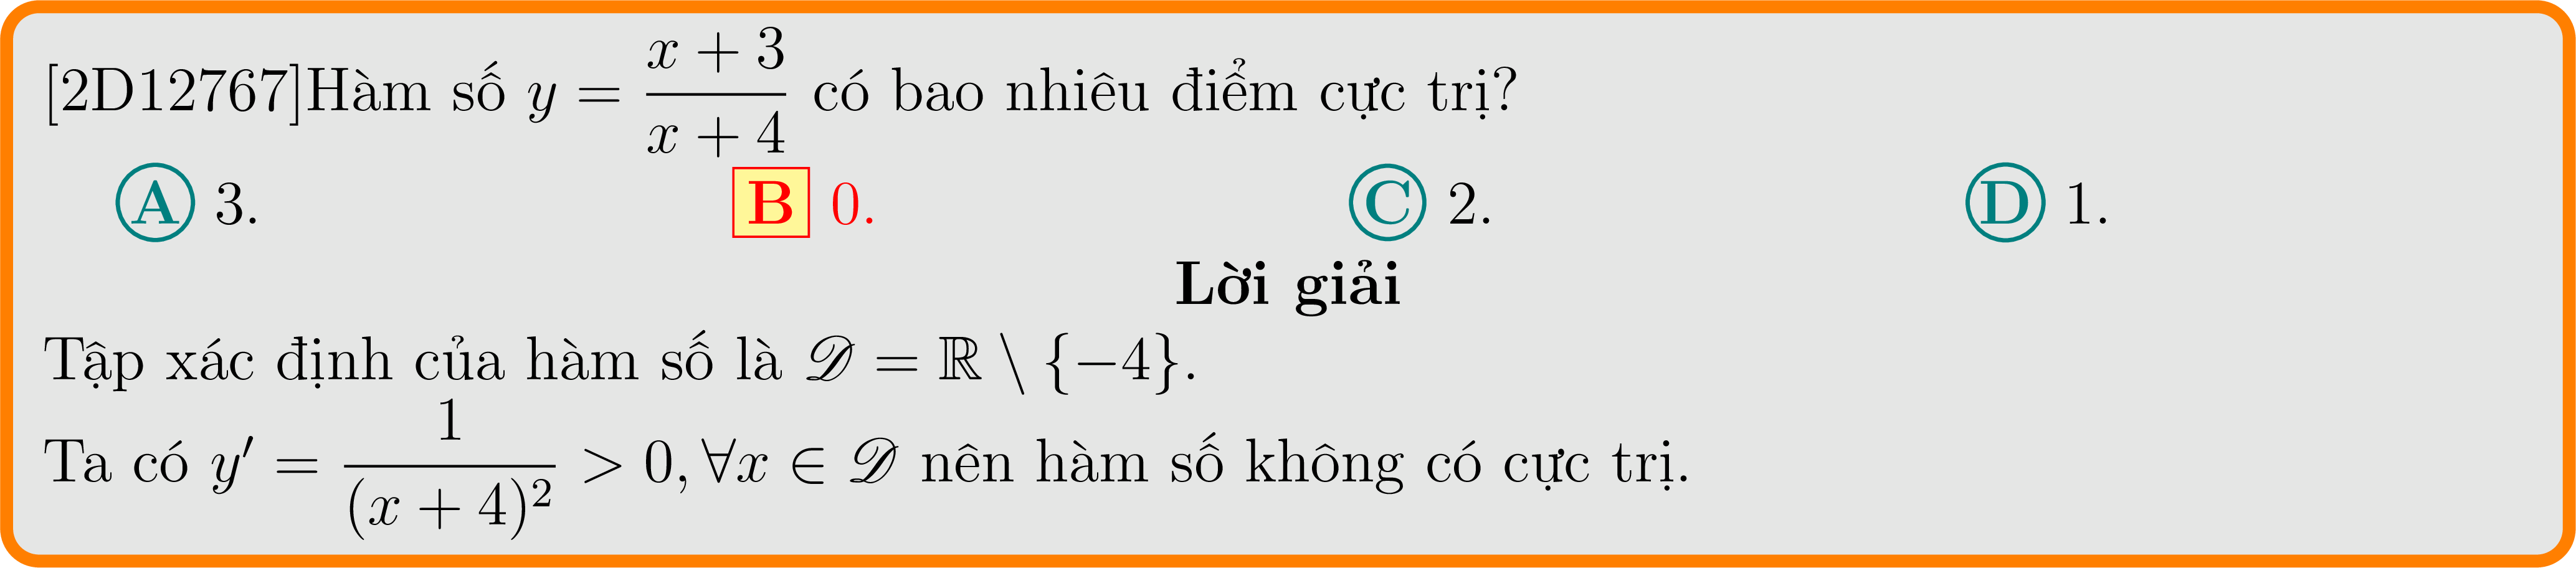 [2D12767]Hàm số $y = \dfrac{x+3}{x+4}$ có bao nhiêu điểm cực trị?
A 3. B 0. C 2. D 1.
Lời giải
Tập xác định của hàm số là $\mathscr{D} = \mathbb{R} \setminus \{-4\}$.
Ta có $y' = \dfrac{1}{(x+4)^2} > 0, \forall x \in \mathscr{D}$ nên hàm số không có cực trị.